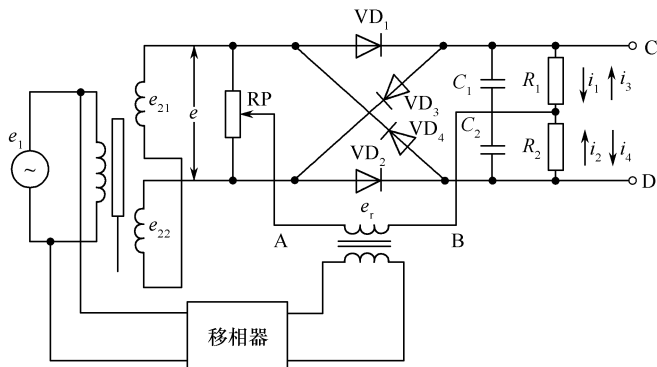 VD₁
C
e₁
~
e₂₁
e
RP
VD₃
VD₄
C₁
C₂
R₁
i₁
i₃
R₂
i₂
i₄
VD₂
D
e₂₂
eᵣ
A
B
移相器